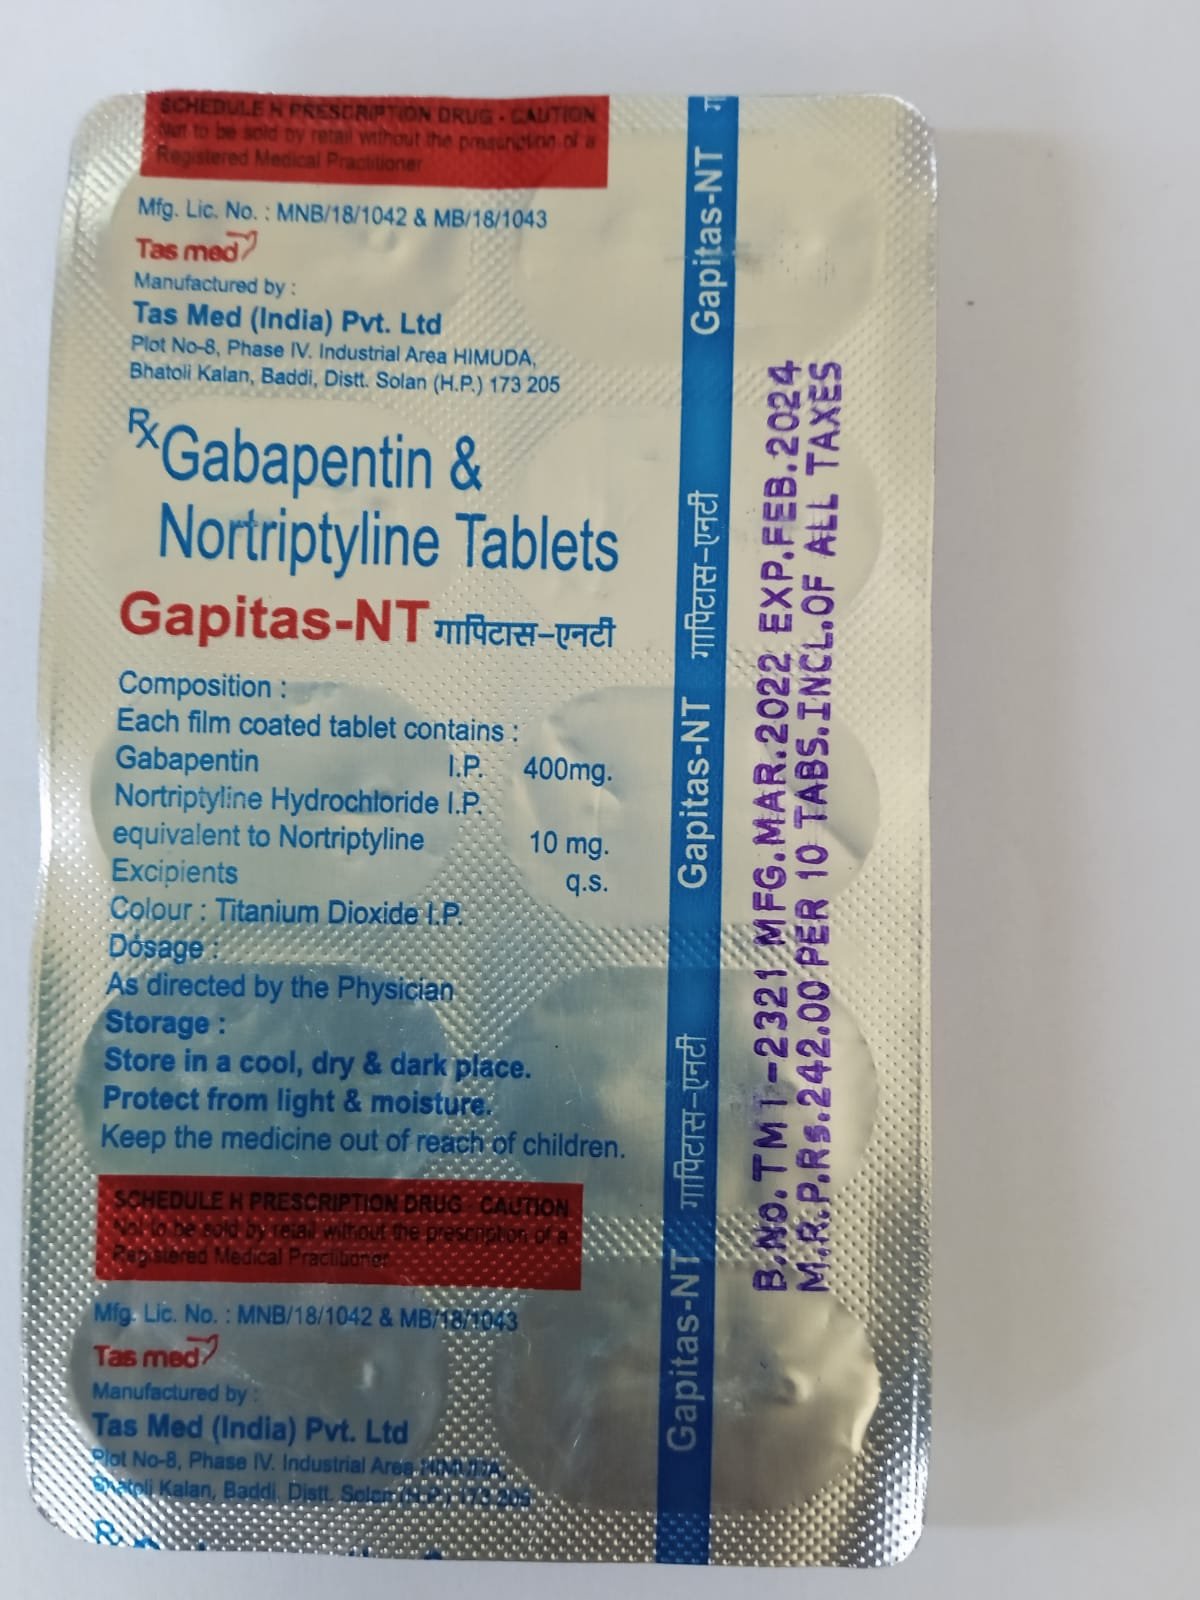 SCHEDULE H PRESCRIPTION DRUG - CAUTION
Not to be sold by retail without the prescription of a
Registered Medical Practitioner
Mfg. Lic. No. : MNB/18/1042 & MB/18/1043
Tas med
Manufactured by :
Tas Med (India) Pvt. Ltd
Plot No-8, Phase IV. Industrial Area HIMUDA,
Bhatoli Kalan, Baddi, Distt. Solan (H.P.) 173 205
Rx Gabapentin &
Nortriptyline Tablets
Gapitas-NT गापिटास-एनटी
Composition :
Each film coated tablet contains :
Gabapentin I.P. 400mg.
Nortriptyline Hydrochloride I.P.
equivalent to Nortriptyline 10 mg.
Excipients q.s.
Colour : Titanium Dioxide I.P.
Dosage :
As directed by the Physician
Storage :
Store in a cool, dry & dark place.
Protect from light & moisture.
Keep the medicine out of reach of children.
SCHEDULE H PRESCRIPTION DRUG - CAUTION
Not to be sold by retail without the prescription of a
Registered Medical Practitioner
Mfg. Lic. No. : MNB/18/1042 & MB/18/1043
Tas med
Manufactured by :
Tas Med (India) Pvt. Ltd
Plot No-8, Phase IV. Industrial Area HIMUDA,
Bhatoli Kalan, Baddi, Distt. Solan (H.P.) 173 205
Rx
Gapitas-NT गापिटास-एनटी Gapitas-NT गापिटास-एनटी Gapitas-NT गा
B.NO.TMT-2321 MFG.MAR.2022 EXP.FEB.2024
M.R.P.Rs.242.00 PER 10 TABS.INCL.OF ALL TAXES